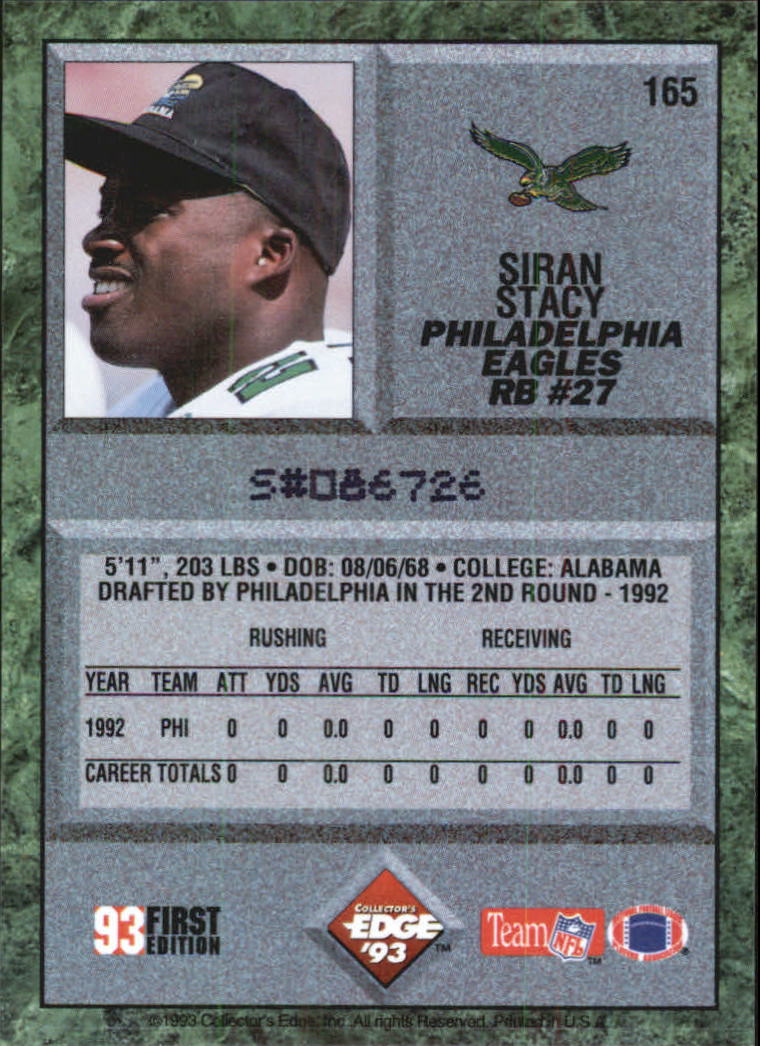 165
SIRAN
STACY
PHILADELPHIA
EAGLES
RB #27
S#086726
5'11", 203 LBS • DOB: 08/06/68 • COLLEGE: ALABAMA
DRAFTED BY PHILADELPHIA IN THE 2ND ROUND - 1992
RUSHING RECEIVING
YEAR TEAM ATT YDS AVG TD LNG REC YDS AVG TD LNG
1992 PHI 0 0 0.0 0 0 0 0 0.0 0 0
CAREER TOTALS 0 0 0.0 0 0 0 0 0.0 0 0
93 FIRST
EDITION
COLLECTOR'S
EDGE
'93 ™
Team NFL ™
©1993 Collector's Edge, Inc. All rights Reserved. Printed in U.S.A.